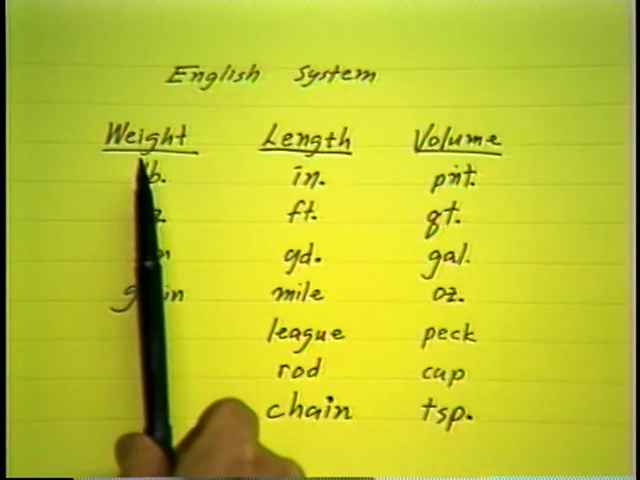 English System
Weight Length Volume
lb. in. pnt.
ft. qt.
yd. gal.
mile oz.
league peck
rod cup
chain tsp.